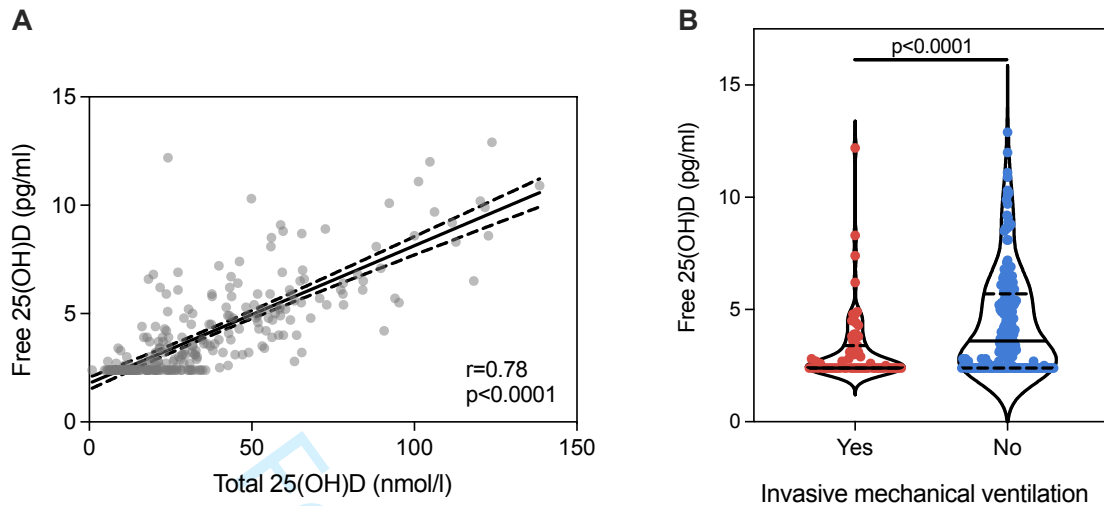 A
Free 25(OH)D (pg/ml)
15
10
5
0
0
50
100
150
r=0.78
p<0.0001
Total 25(OH)D (nmol/l)
B
Free 25(OH)D (pg/ml)
15
10
5
0
p<0.0001
Yes
No
Invasive mechanical ventilation